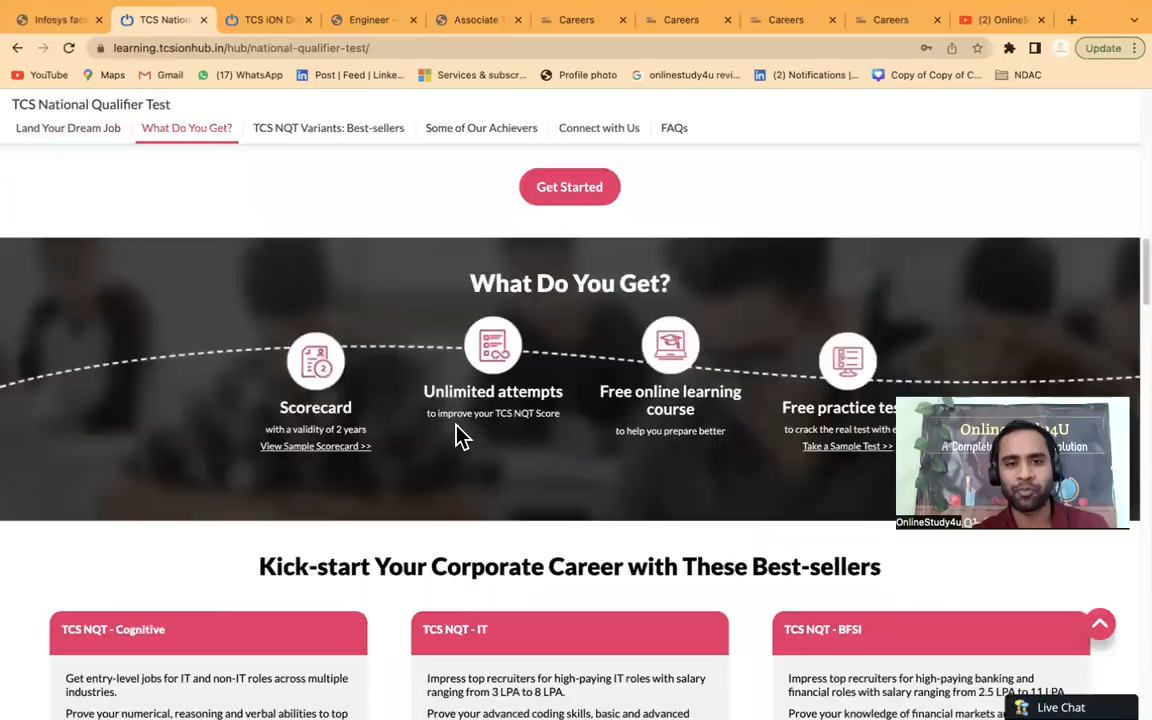 Infosys fac
TCS Nation
TCS iON D
Engineer –
Associate T
Careers
Careers
Careers
Careers
(2) OnlineS
learning.tcsionhub.in/hub/national-qualifier-test/
Update
YouTube
Maps
Gmail
(17) WhatsApp
Post | Feed | Linke...
Services & subscr...
Profile photo
onlinestudy4u revi...
(2) Notifications |...
Copy of Copy of C...
NDAC
TCS National Qualifier Test
Land Your Dream Job
What Do You Get?
TCS NQT Variants: Best-sellers
Some of Our Achievers
Connect with Us
FAQs
Get Started
What Do You Get?
Scorecard
with a validity of 2 years
View Sample Scorecard >>
Unlimited attempts
to improve your TCS NQT Score
Free online learning
course
to help you prepare better
Free practice tes
to crack the real test with e
Take a Sample Test >>
OnlineStudy4U
A Complete olution
OnlineStudy4u
Kick-start Your Corporate Career with These Best-sellers
TCS NQT - Cognitive
Get entry-level jobs for IT and non-IT roles across multiple
industries.
Prove your numerical, reasoning and verbal abilities to top
TCS NQT - IT
Impress top recruiters for high-paying IT roles with salary
ranging from 3 LPA to 8 LPA.
Prove your advanced coding skills, basic and advanced
TCS NQT - BFSI
Impress top recruiters for high-paying banking and
financial roles with salary ranging from 2.5 LPA to 11 LPA
Prove your knowledge of financial markets a
Live Chat